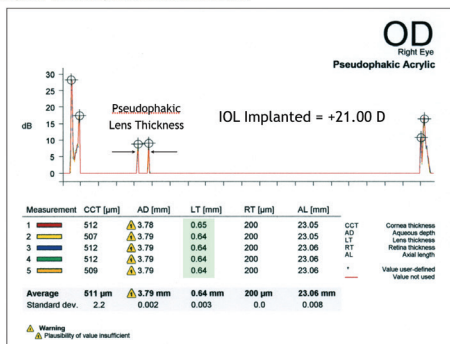 OD
Right Eye
Pseudophakic Acrylic
30
25
20
dB
15
10
5
0
Pseudophakic
Lens Thickness
IOL Implanted = +21.00 D
Measurement CCT [µm] AD [mm] LT [mm] RT [µm] AL [mm]
1 512 3.78 0.65 200 23.05
2 507 3.79 0.64 200 23.05
3 512 3.79 0.64 200 23.06
4 512 3.79 0.64 200 23.06
5 509 3.79 0.64 200 23.06
Average 511 µm 3.79 mm 0.64 mm 200 µm 23.06 mm
Standard dev. 2.2 0.002 0.003 0.0 0.008
CCT Cornea thickness
AD Aqueous depth
LT Lens thickness
RT Retina thickness
AL Axial length
* Value user-defined
Value not used
Warning
Plausibility of value insufficient